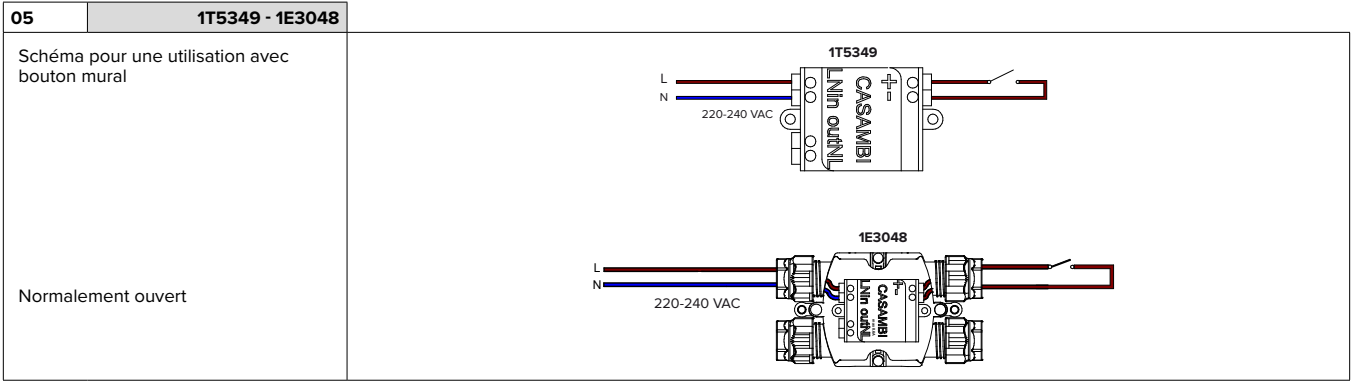 05
1T5349 - 1E3048
Schéma pour une utilisation avec
bouton mural
Normalement ouvert
1T5349
L
N
220-240 VAC
LNin outNL
CASAMBI
+-
1E3048
L
N
220-240 VAC
LNin outNL
CASAMBI
+-